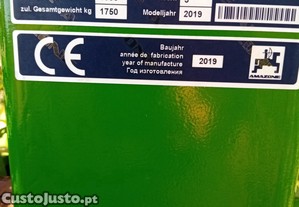 zul. Gesamtgewicht kg 1750 Modelljahr 2019
CE
Baujahr
année de fabrication
year of manufacture
Год изготовления
2019
AMAZONE
CustoJusto.pt